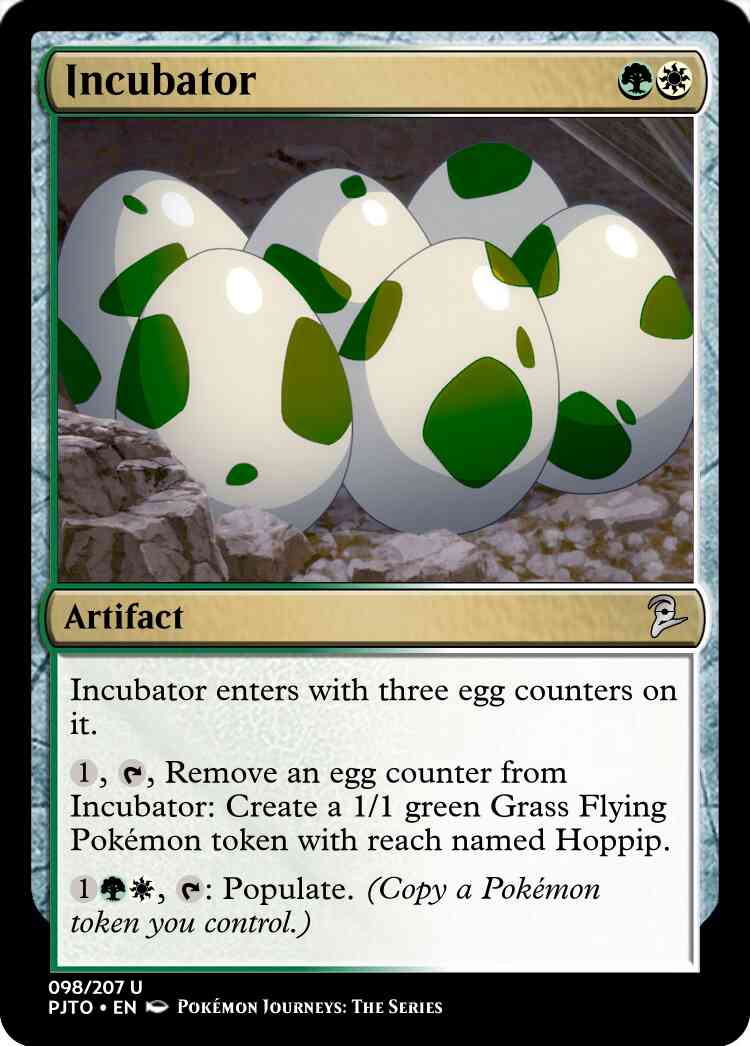 Incubator
Artifact
Incubator enters with three egg counters on
it.
1, , Remove an egg counter from
Incubator: Create a 1/1 green Grass Flying
Pokémon token with reach named Hoppip.
1, : Populate. (Copy a Pokémon
token you control.)
098/207 U
PJTO • EN Pokémon Journeys: The Series